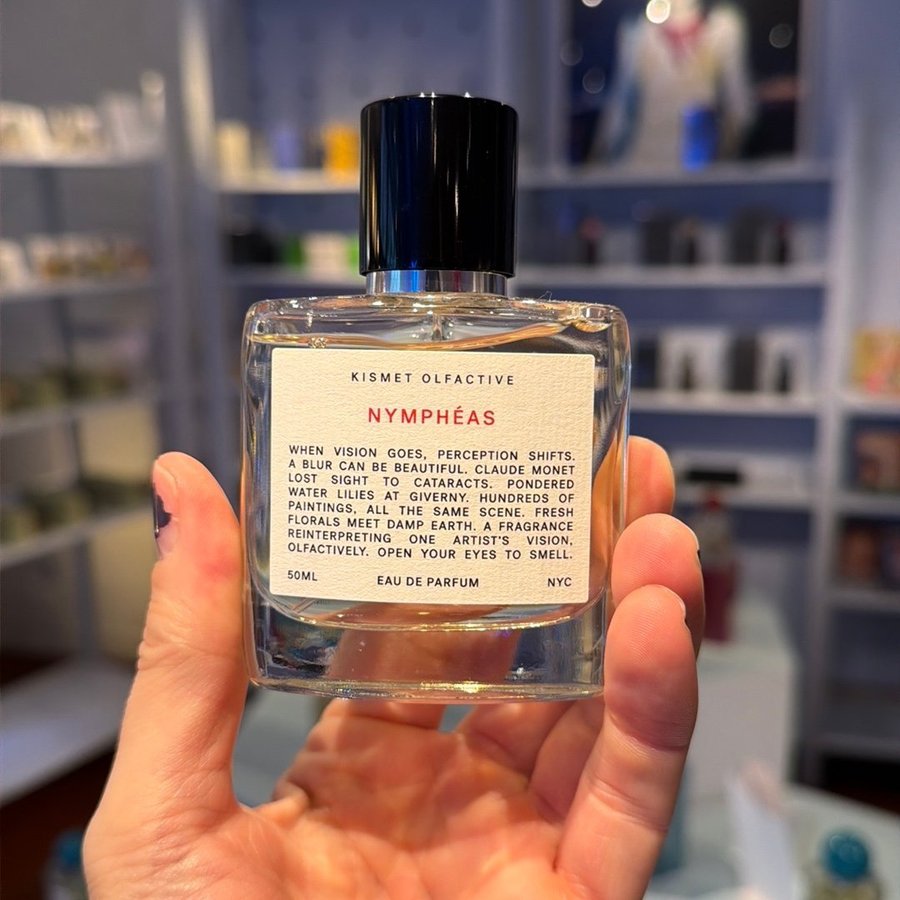 KISMET OLFACTIVE
NYMPHÉAS
WHEN VISION GOES, PERCEPTION SHIFTS.
A BLUR CAN BE BEAUTIFUL. CLAUDE MONET
LOST SIGHT TO CATARACTS. PONDERED
WATER LILIES AT GIVERNY. HUNDREDS OF
PAINTINGS, ALL THE SAME SCENE. FRESH
FLORALS MEET DAMP EARTH. A FRAGRANCE
REINTERPRETING ONE ARTIST'S VISION,
OLFACTIVELY. OPEN YOUR EYES TO SMELL.
50ML EAU DE PARFUM NYC